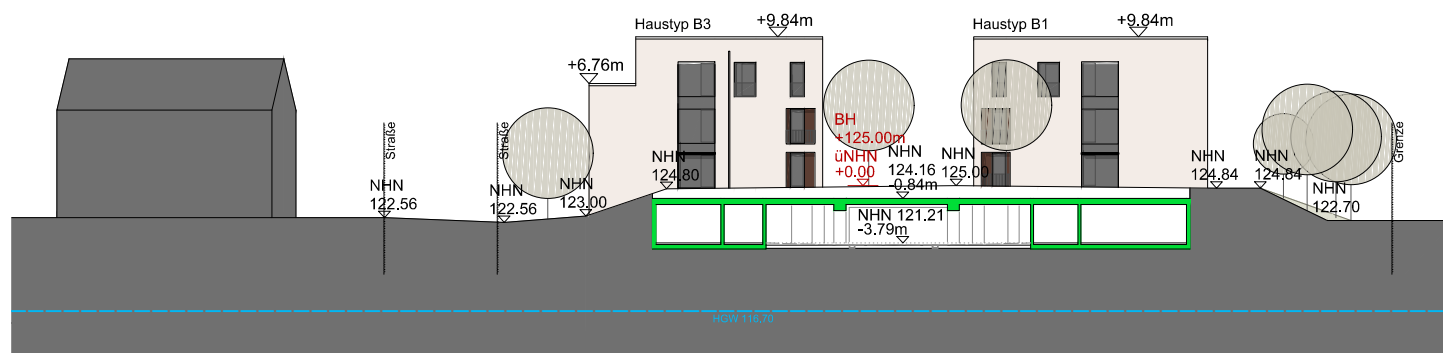 Haustyp B3
+9.84m
Haustyp B1
+9.84m
+6.76m
BH
+125.00m
üNHN
+0.00
Straße
Straße
Grenze
NHN
124.80
NHN
124.16
-0.84m
NHN
125.00
NHN
124.84
NHN
124.84
NHN
122.56
NHN
122.56
NHN
123.00
NHN
122.70
NHN 121.21
-3.79m
HGW 116.70